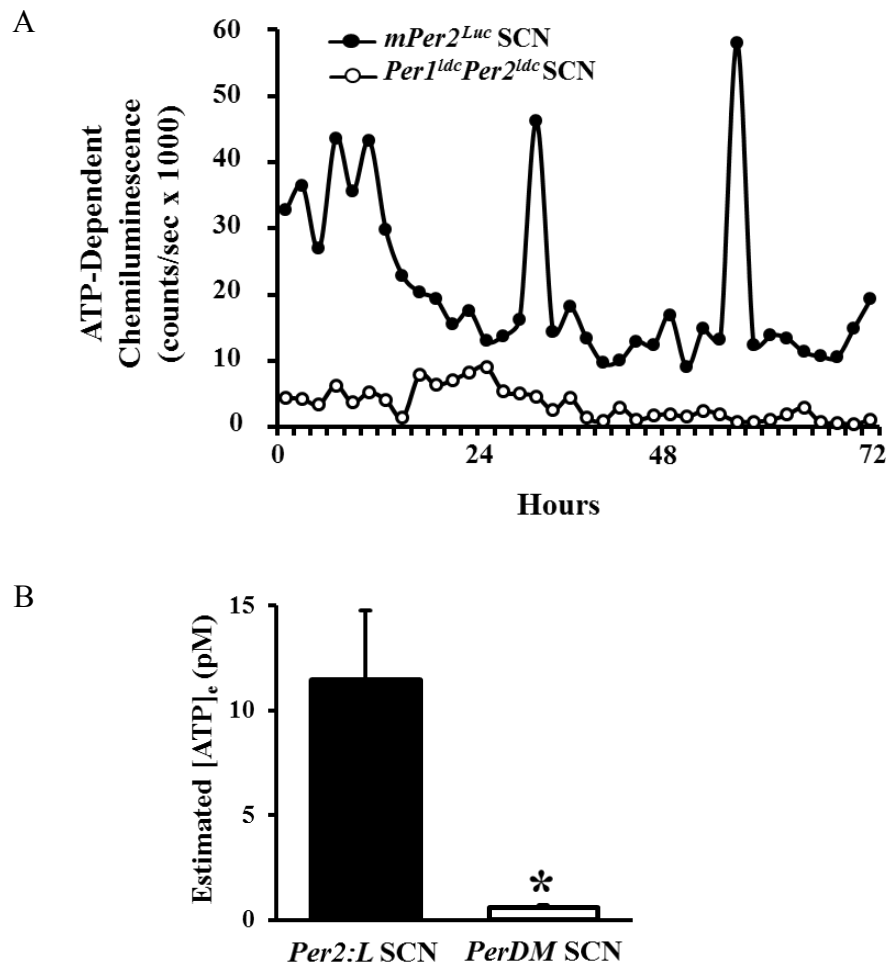 A
60
50
40
30
20
10
0
ATP-Dependent
Chemiluminescence
(counts/sec x 1000)
mPer2Luc SCN
Per1ldcPer2ldc SCN
0 24 48 72
Hours
B
15
10
5
0
Estimated [ATP]e (pM)
*
Per2:L SCN PerDM SCN